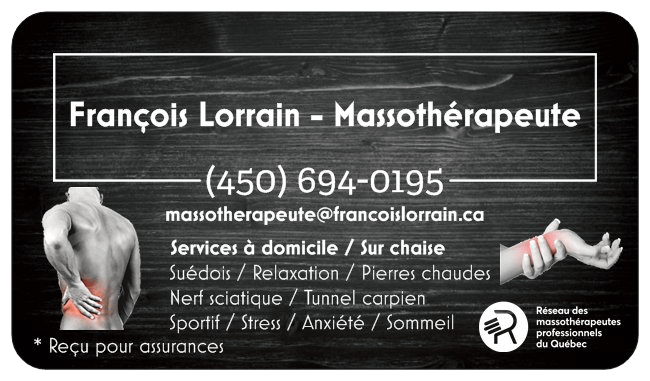 François Lorrain - Massothérapeute
(450) 694-0195
massotherapeute@francoislorrain.ca
Services à domicile / Sur chaise
Suédois / Relaxation / Pierres chaudes
Nerf sciatique / Tunnel carpien
Sportif / Stress / Anxiété / Sommeil
* Reçu pour assurances
R
Réseau des
massothérapeutes
professionnels
du Québec